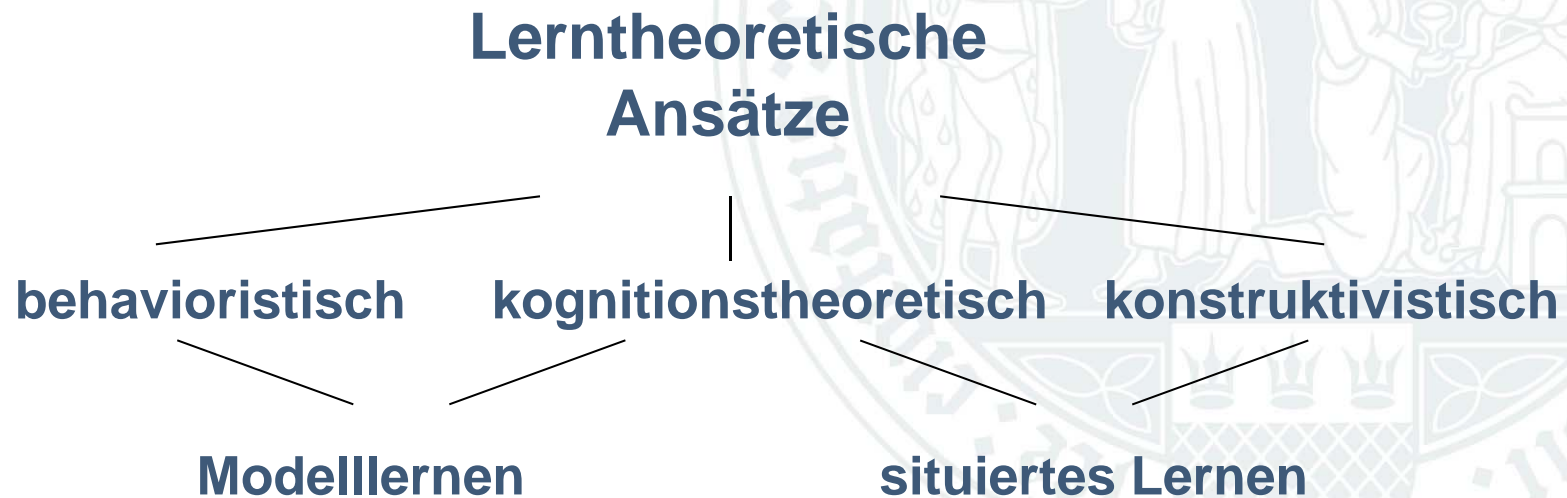 Lerntheoretische
Ansätze
behavioristisch kognitionstheoretisch konstruktivistisch
Modelllernen situiertes Lernen